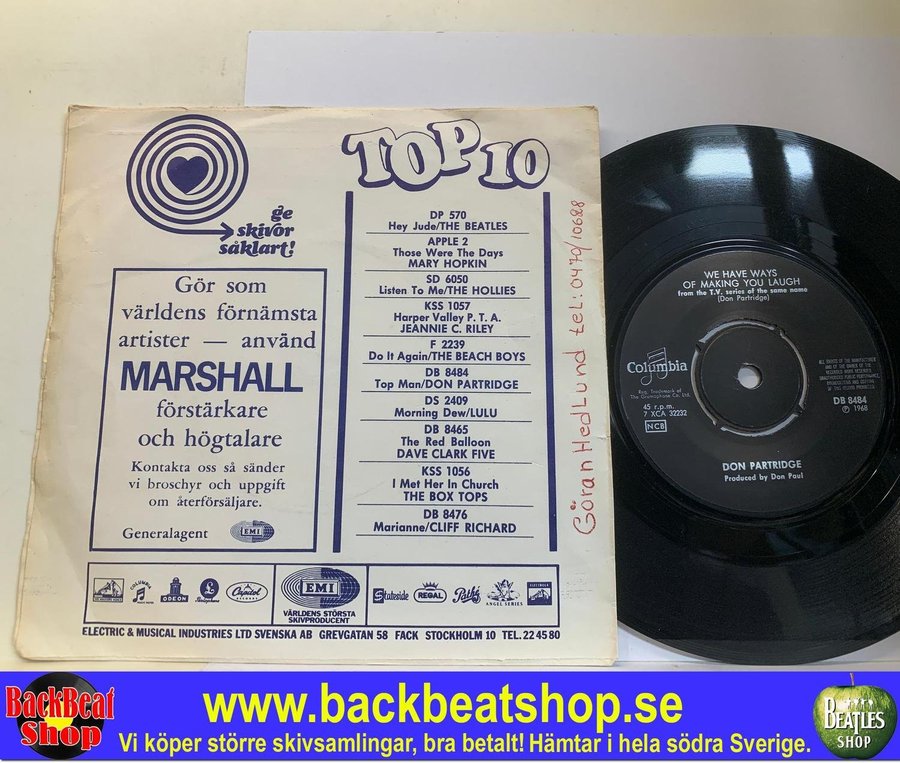 ge
skivor
såklart!
Gör som
världens förnämsta
artister — använd
MARSHALL
förstärkare
och högtalare
Kontakta oss så sänder
vi broschyr och uppgift
om återförsäljare.
Generalagent EMI
TOP 10
DP 570
Hey Jude/THE BEATLES
APPLE 2
Those Were The Days
MARY HOPKIN
SD 6050
Listen To Me/THE HOLLIES
KSS 1057
Harper Valley P. T. A.
JEANNIE C. RILEY
F 2239
Do It Again/THE BEACH BOYS
DB 8484
Top Man/DON PARTRIDGE
DS 2409
Morning Dew/LULU
DB 8465
The Red Balloon
DAVE CLARK FIVE
KSS 1056
I Met Her In Church
THE BOX TOPS
DB 8476
Marianne/CLIFF RICHARD
Göran Hedlund tel: 0470/10688
COLUMBIA
ODEON
Parlophone
Capitol
EMI
VÄRLDENS STÖRSTA
SKIVPRODUCENT
Stateside
REGAL
Pathé
ANGEL SERIES
ELECTRIC & MUSICAL INDUSTRIES LTD SVENSKA AB GREVGATAN 58 FACK STOCKHOLM 10 TEL. 22 45 80
WE HAVE WAYS
OF MAKING YOU LAUGH
from the T.V. series of the same name
(Don Partridge)
Columbia
Reg. Trademark of
The Gramophone Co. Ltd.
45 r.p.m.
7 XCA 32232
NCB
DB 8484
℗ 1968
DON PARTRIDGE
Produced by Don Paul
BackBeat
Shop
www.backbeatshop.se
Vi köper större skivsamlingar, bra betalt! Hämtar i hela södra Sverige.
BEATLES
SHOP